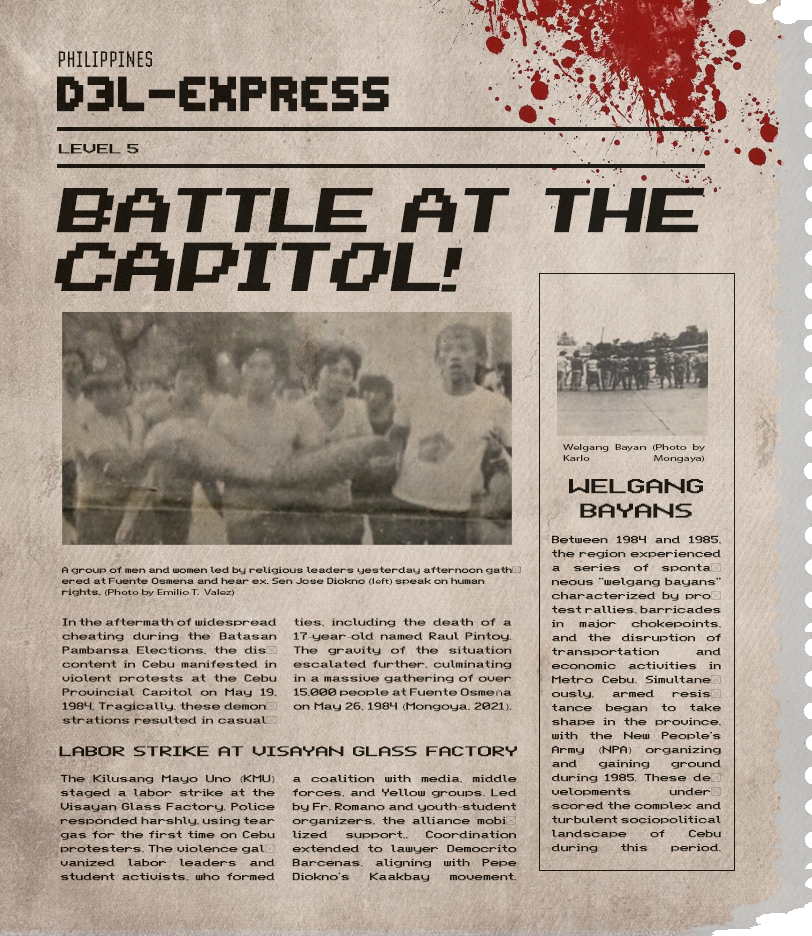 PHILIPPINES
D3L-EXPRESS
LEVEL 5
BATTLE AT THE
CAPITOL!
A group of men and women led by religious leaders yesterday afternoon gath
ered at Fuente Osmena and hear ex. Sen Jose Diokno (left) speak on human
rights. (Photo by Emilio T. Valez)
In the aftermath of widespread
cheating during the Batasan
Pambansa Elections, the dis
content in Cebu manifested in
violent protests at the Cebu
Provincial Capitol on May 19,
1984. Tragically, these demon
strations resulted in casual
ties, including the death of a
17-year-old named Raul Pintoy.
The gravity of the situation
escalated further, culminating
in a massive gathering of over
15,000 people at Fuente Osmena
on May 26, 1984 (Mongoya, 2021).
LABOR STRIKE AT VISAYAN GLASS FACTORY
The Kilusang Mayo Uno (KMU)
staged a labor strike at the
Visayan Glass Factory. Police
responded harshly, using tear
gas for the first time on Cebu
protesters. The violence gal
vanized labor leaders and
student activists, who formed
a coalition with media, middle
forces, and Yellow groups. Led
by Fr. Romano and youth-student
organizers, the alliance mobi
lized support,. Coordination
extended to lawyer Democrito
Barcenas, aligning with Pepe
Diokno's Kaakbay movement.
Welgang Bayan (Photo by
Karlo Mongaya)
WELGANG
BAYANS
Between 1984 and 1985,
the region experienced
a series of sponta
neous "welgang bayans"
characterized by pro
test rallies, barricades
in major chokepoints,
and the disruption of
transportation and
economic activities in
Metro Cebu. Simultane
ously, armed resis
tance began to take
shape in the province,
with the New People's
Army (NPA) organizing
and gaining ground
during 1985. These de
velopments under
scored the complex and
turbulent sociopolitical
landscape of Cebu
during this period.